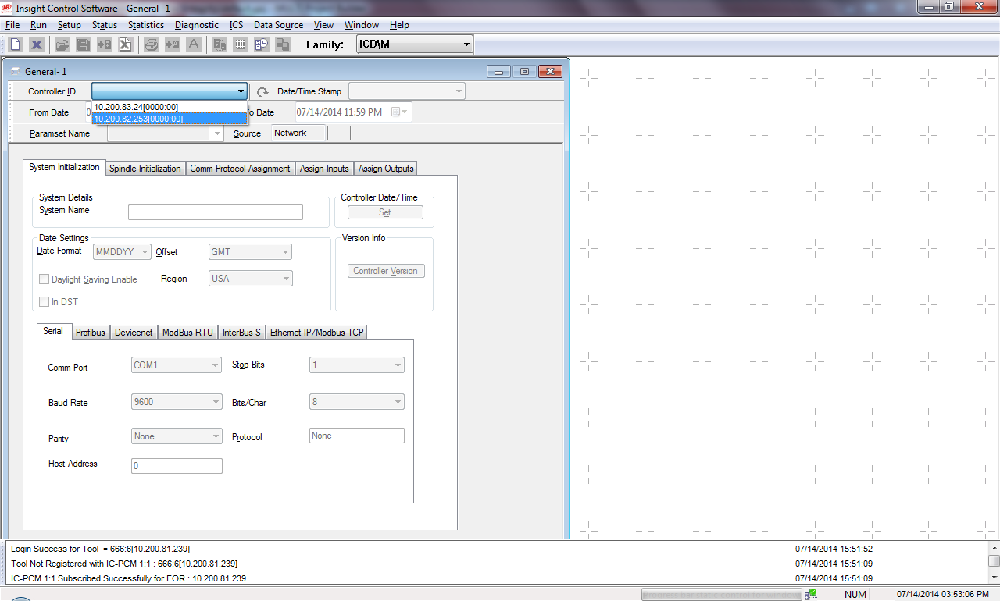 Insight Control Software - General- 1
File Run Setup Status Statistics Diagnostic ICS Data Source View Window Help
Family: ICD\M
General- 1
Controller ID Date/Time Stamp
10.200.83.24[0000:00]
From Date 0 o Date 07/14/2014 11:59 PM
10.200.82.253[0000:00]
Paramset Name Source Network
System Initialization Spindle Initialization Comm Protocol Assignment Assign Inputs Assign Outputs
System Details Controller Date/Time
System Name Set
Date Settings Version Info
Date Format MMDDYY Offset GMT
Controller Version
Daylight Saving Enable Region USA
In DST
Serial Profibus Devicenet ModBus RTU InterBus S Ethernet IP/Modbus TCP
Comm Port COM1 Stop Bits 1
Baud Rate 9600 Bits/Char 8
Parity None Protocol None
Host Address 0
Login Success for Tool = 666:6[10.200.81.239] 07/14/2014 15:51:52
Tool Not Registered with IC-PCM 1:1 : 666:6[10.200.81.239] 07/14/2014 15:51:09
IC-PCM 1:1 Subscribed Successfully for EOR : 10.200.81.239 07/14/2014 15:51:09
Progress bar static control for window NUM 07/14/2014 03:53:06 PM